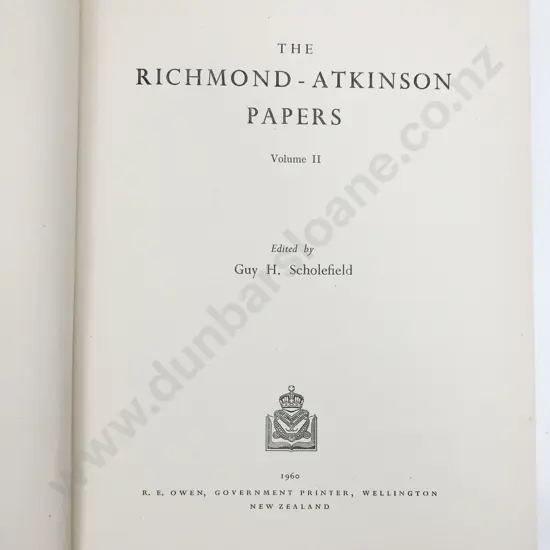 THE
RICHMOND - ATKINSON
PAPERS
Volume II
Edited by
Guy H. Scholefield
1960
R. E. OWEN, GOVERNMENT PRINTER, WELLINGTON
NEW ZEALAND
www.dunbarsloane.co.nz